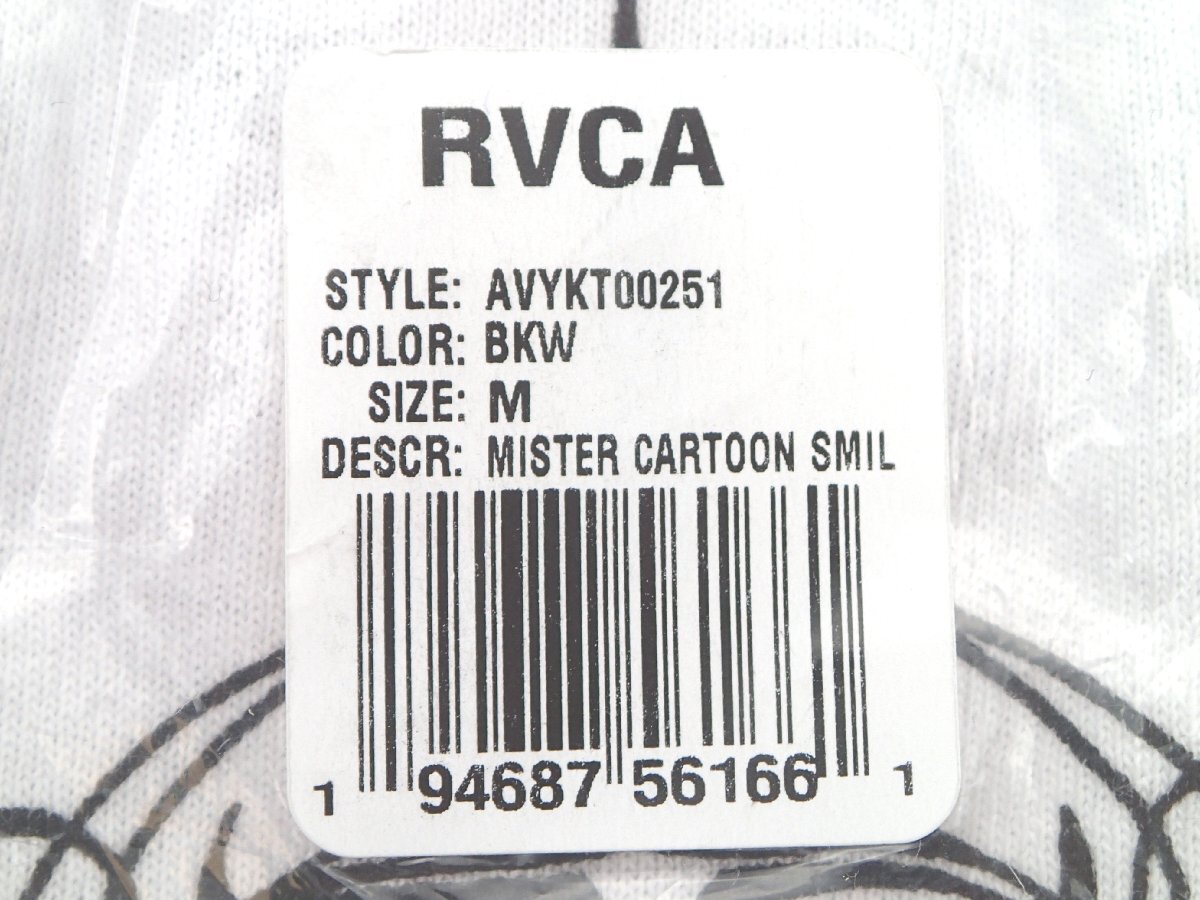 RVCA
STYLE: AVYKT00251
COLOR: BKW
SIZE: M
DESCR: MISTER CARTOON SMIL
1 94687 56166 1